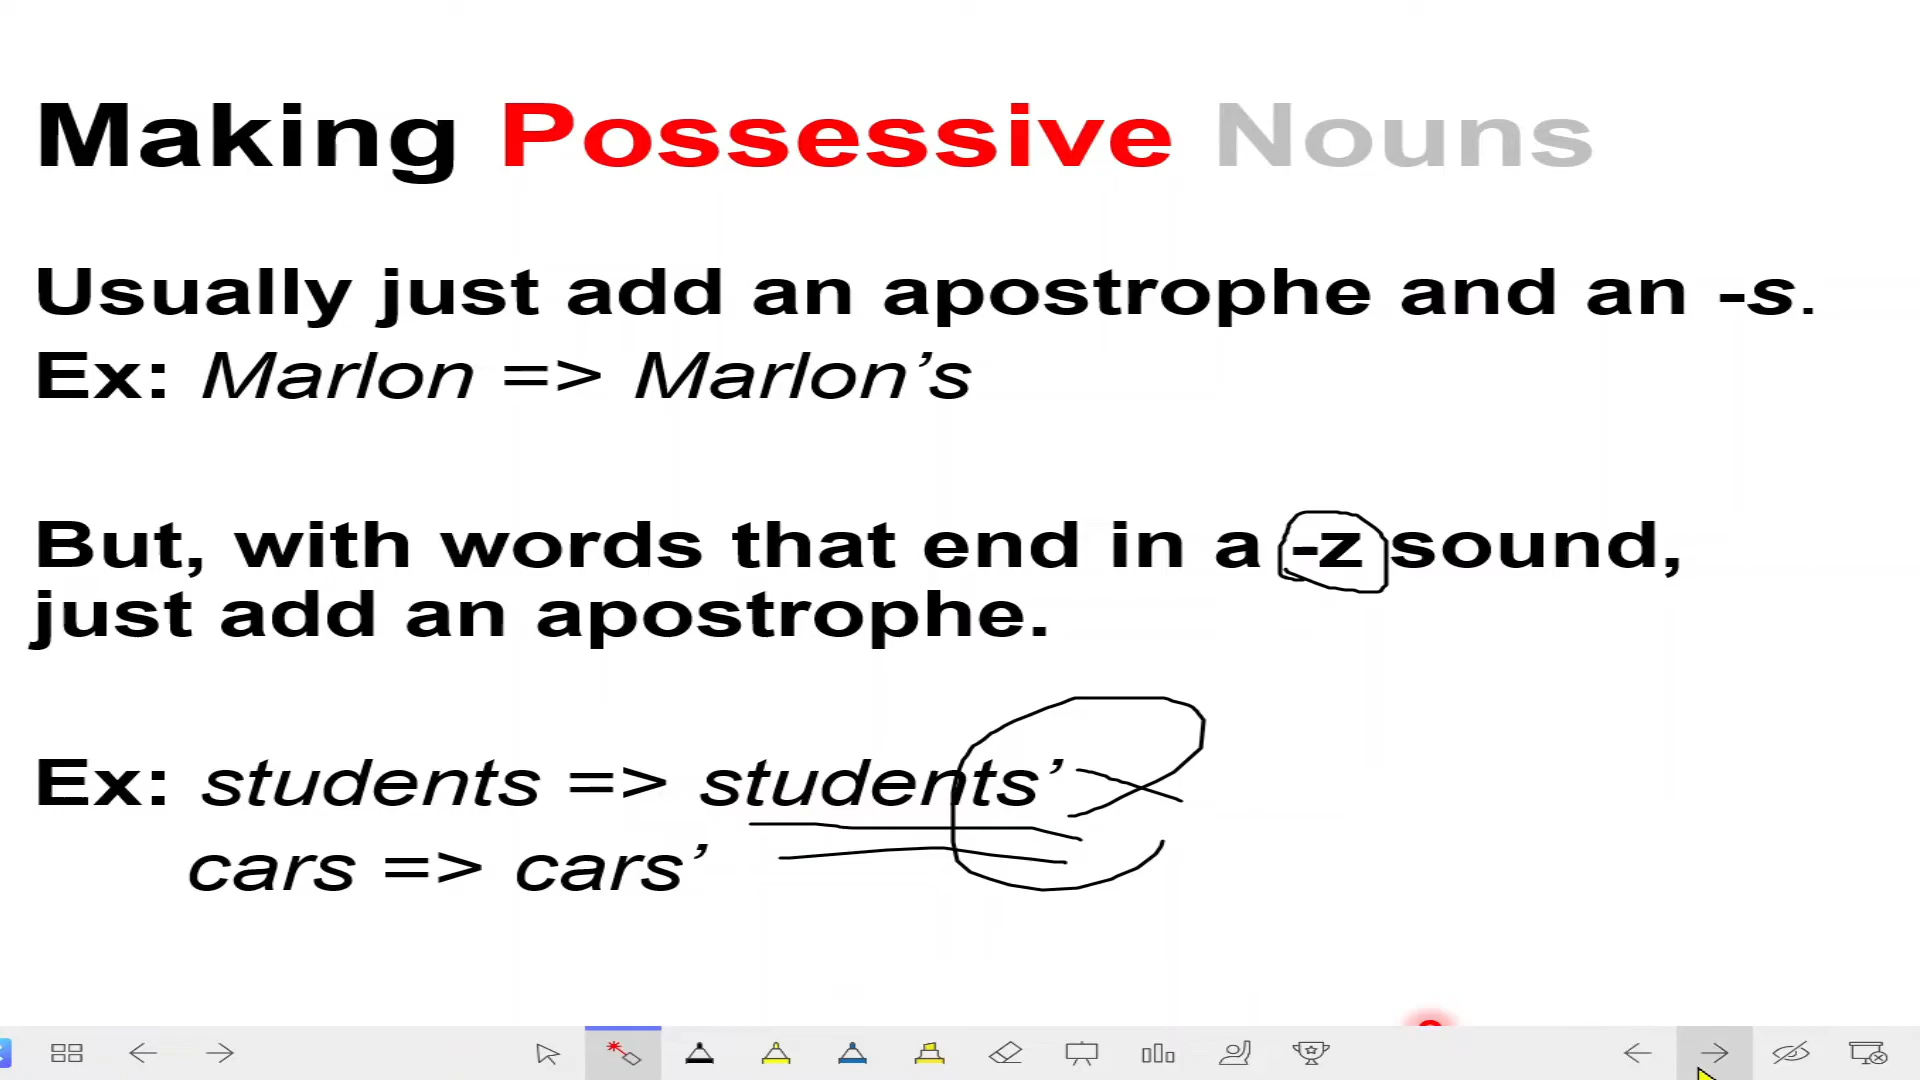 Making Possessive Nouns
Usually just add an apostrophe and an -s.
Ex: Marlon => Marlon’s
But, with words that end in a -z sound,
just add an apostrophe.
Ex: students => students’
cars => cars’